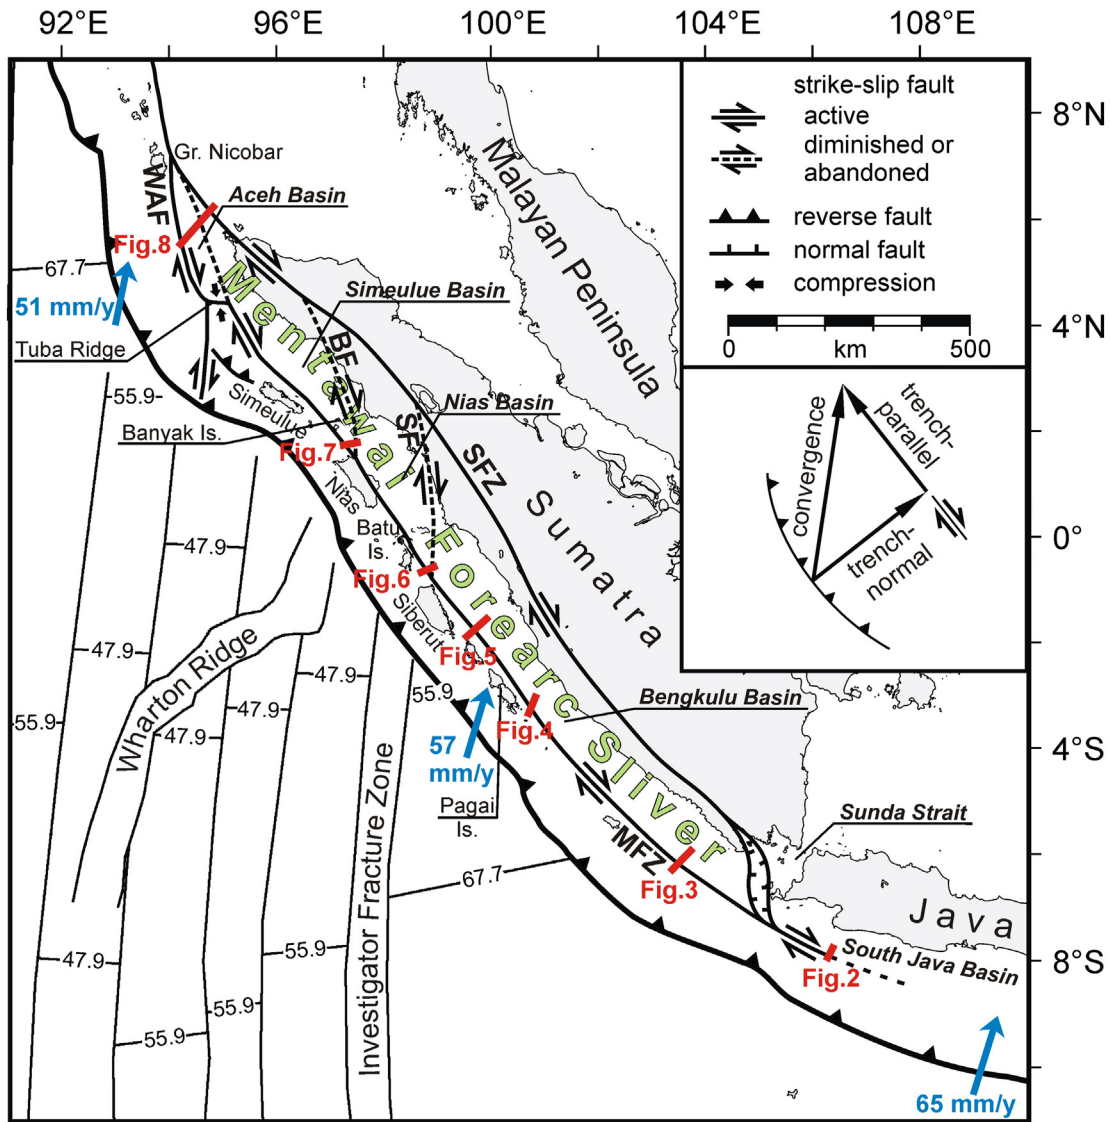 92°E 96°E 100°E 104°E 108°E
8°N
4°N
0°
4°S
8°S
strike-slip fault
active
diminished or
abandoned
reverse fault
normal fault
compression
0 500
km
convergence
trench-
parallel
trench-
normal
Gr. Nicobar
WAF
Aceh Basin
Fig.8
67.7
51 mm/y
Malayan Peninsula
Mentawai
Forearc Sliver
Simeulue Basin
Tuba Ridge
BF
55.9
Simeulue
Banyak Is.
Nias Basin
SF
SFZ
Fig.7
Nias
Sumatra
Batu
Is.
47.9
Fig.6
Siberut
Fig.5
47.9
47.9
Wharton Ridge
55.9
47.9
47.9
55.9
Fig.4
Bengkulu Basin
57
mm/y
Pagai
Is.
Investigator Fracture Zone
67.7
MFZ
Fig.3
Sunda Strait
Java
South Java Basin
Fig.2
47.9
55.9
55.9
55.9
65 mm/y